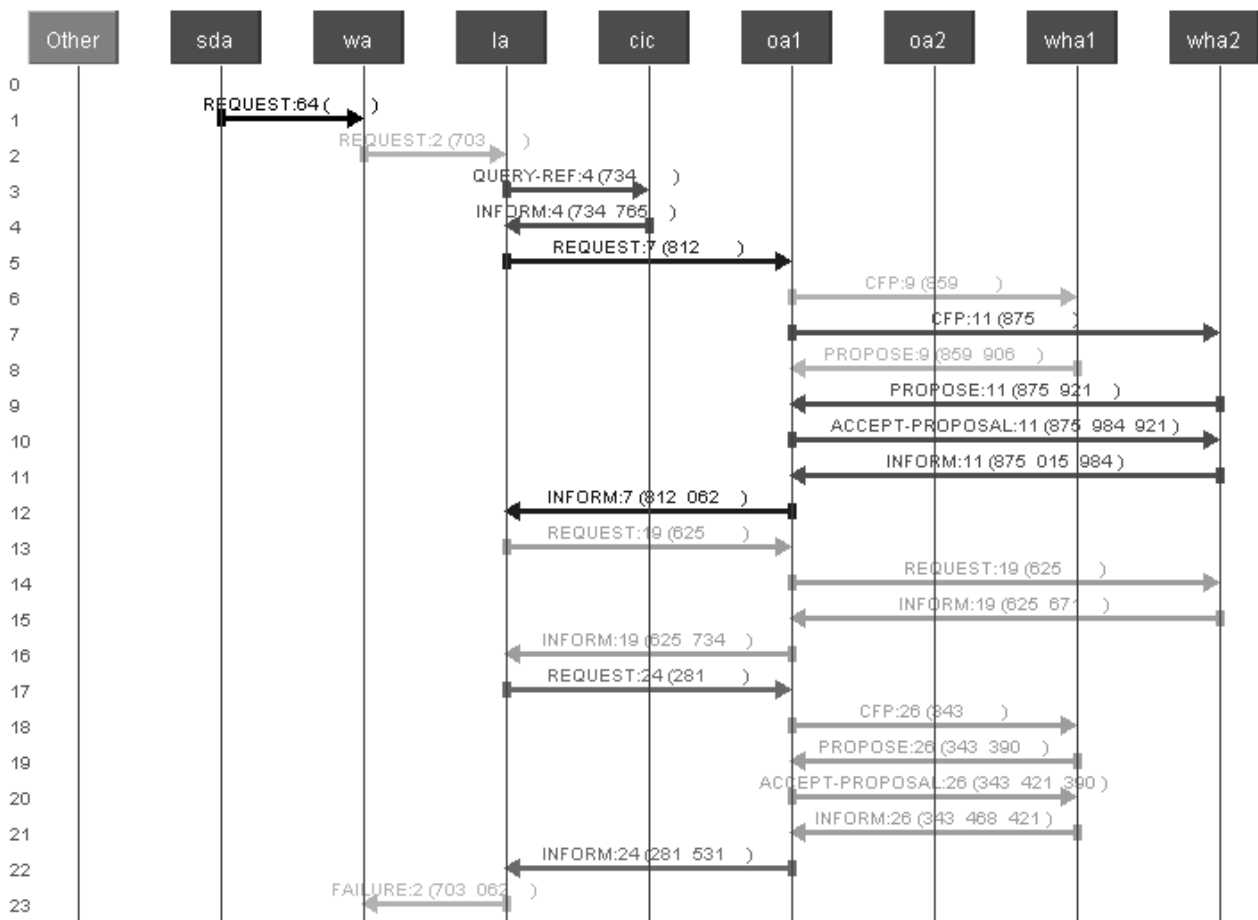 Other sda wa la cic oa1 oa2 wha1 wha2
0
REQUEST:64 ( )
1
REQUEST:2 (703 )
2
QUERY-REF:4 (734 )
3
INFORM:4 (734 765 )
4
REQUEST:7 (812 )
5
CFP:9 (859 )
6
CFP:11 (875 )
7
PROPOSE:9 (859 906 )
8
PROPOSE:11 (875 921 )
9
ACCEPT-PROPOSAL:11 (875 984 921 )
10
INFORM:11 (875 015 984 )
11
INFORM:7 (812 062 )
12
REQUEST:19 (625 )
13
REQUEST:19 (625 )
14
INFORM:19 (625 671 )
15
INFORM:19 (625 734 )
16
REQUEST:24 (281 )
17
CFP:26 (343 )
18
PROPOSE:26 (343 390 )
19
ACCEPT-PROPOSAL:26 (343 421 390 )
20
INFORM:26 (343 468 421 )
21
INFORM:24 (281 531 )
22
FAILURE:2 (703 062 )
23